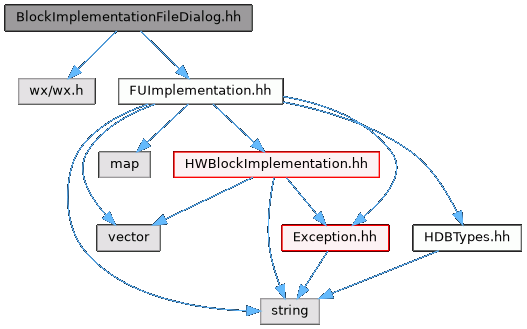 BlockImplementationFileDialog.hh
wx/wx.h
FUImplementation.hh
map
HWBlockImplementation.hh
vector
Exception.hh
HDBTypes.hh
string